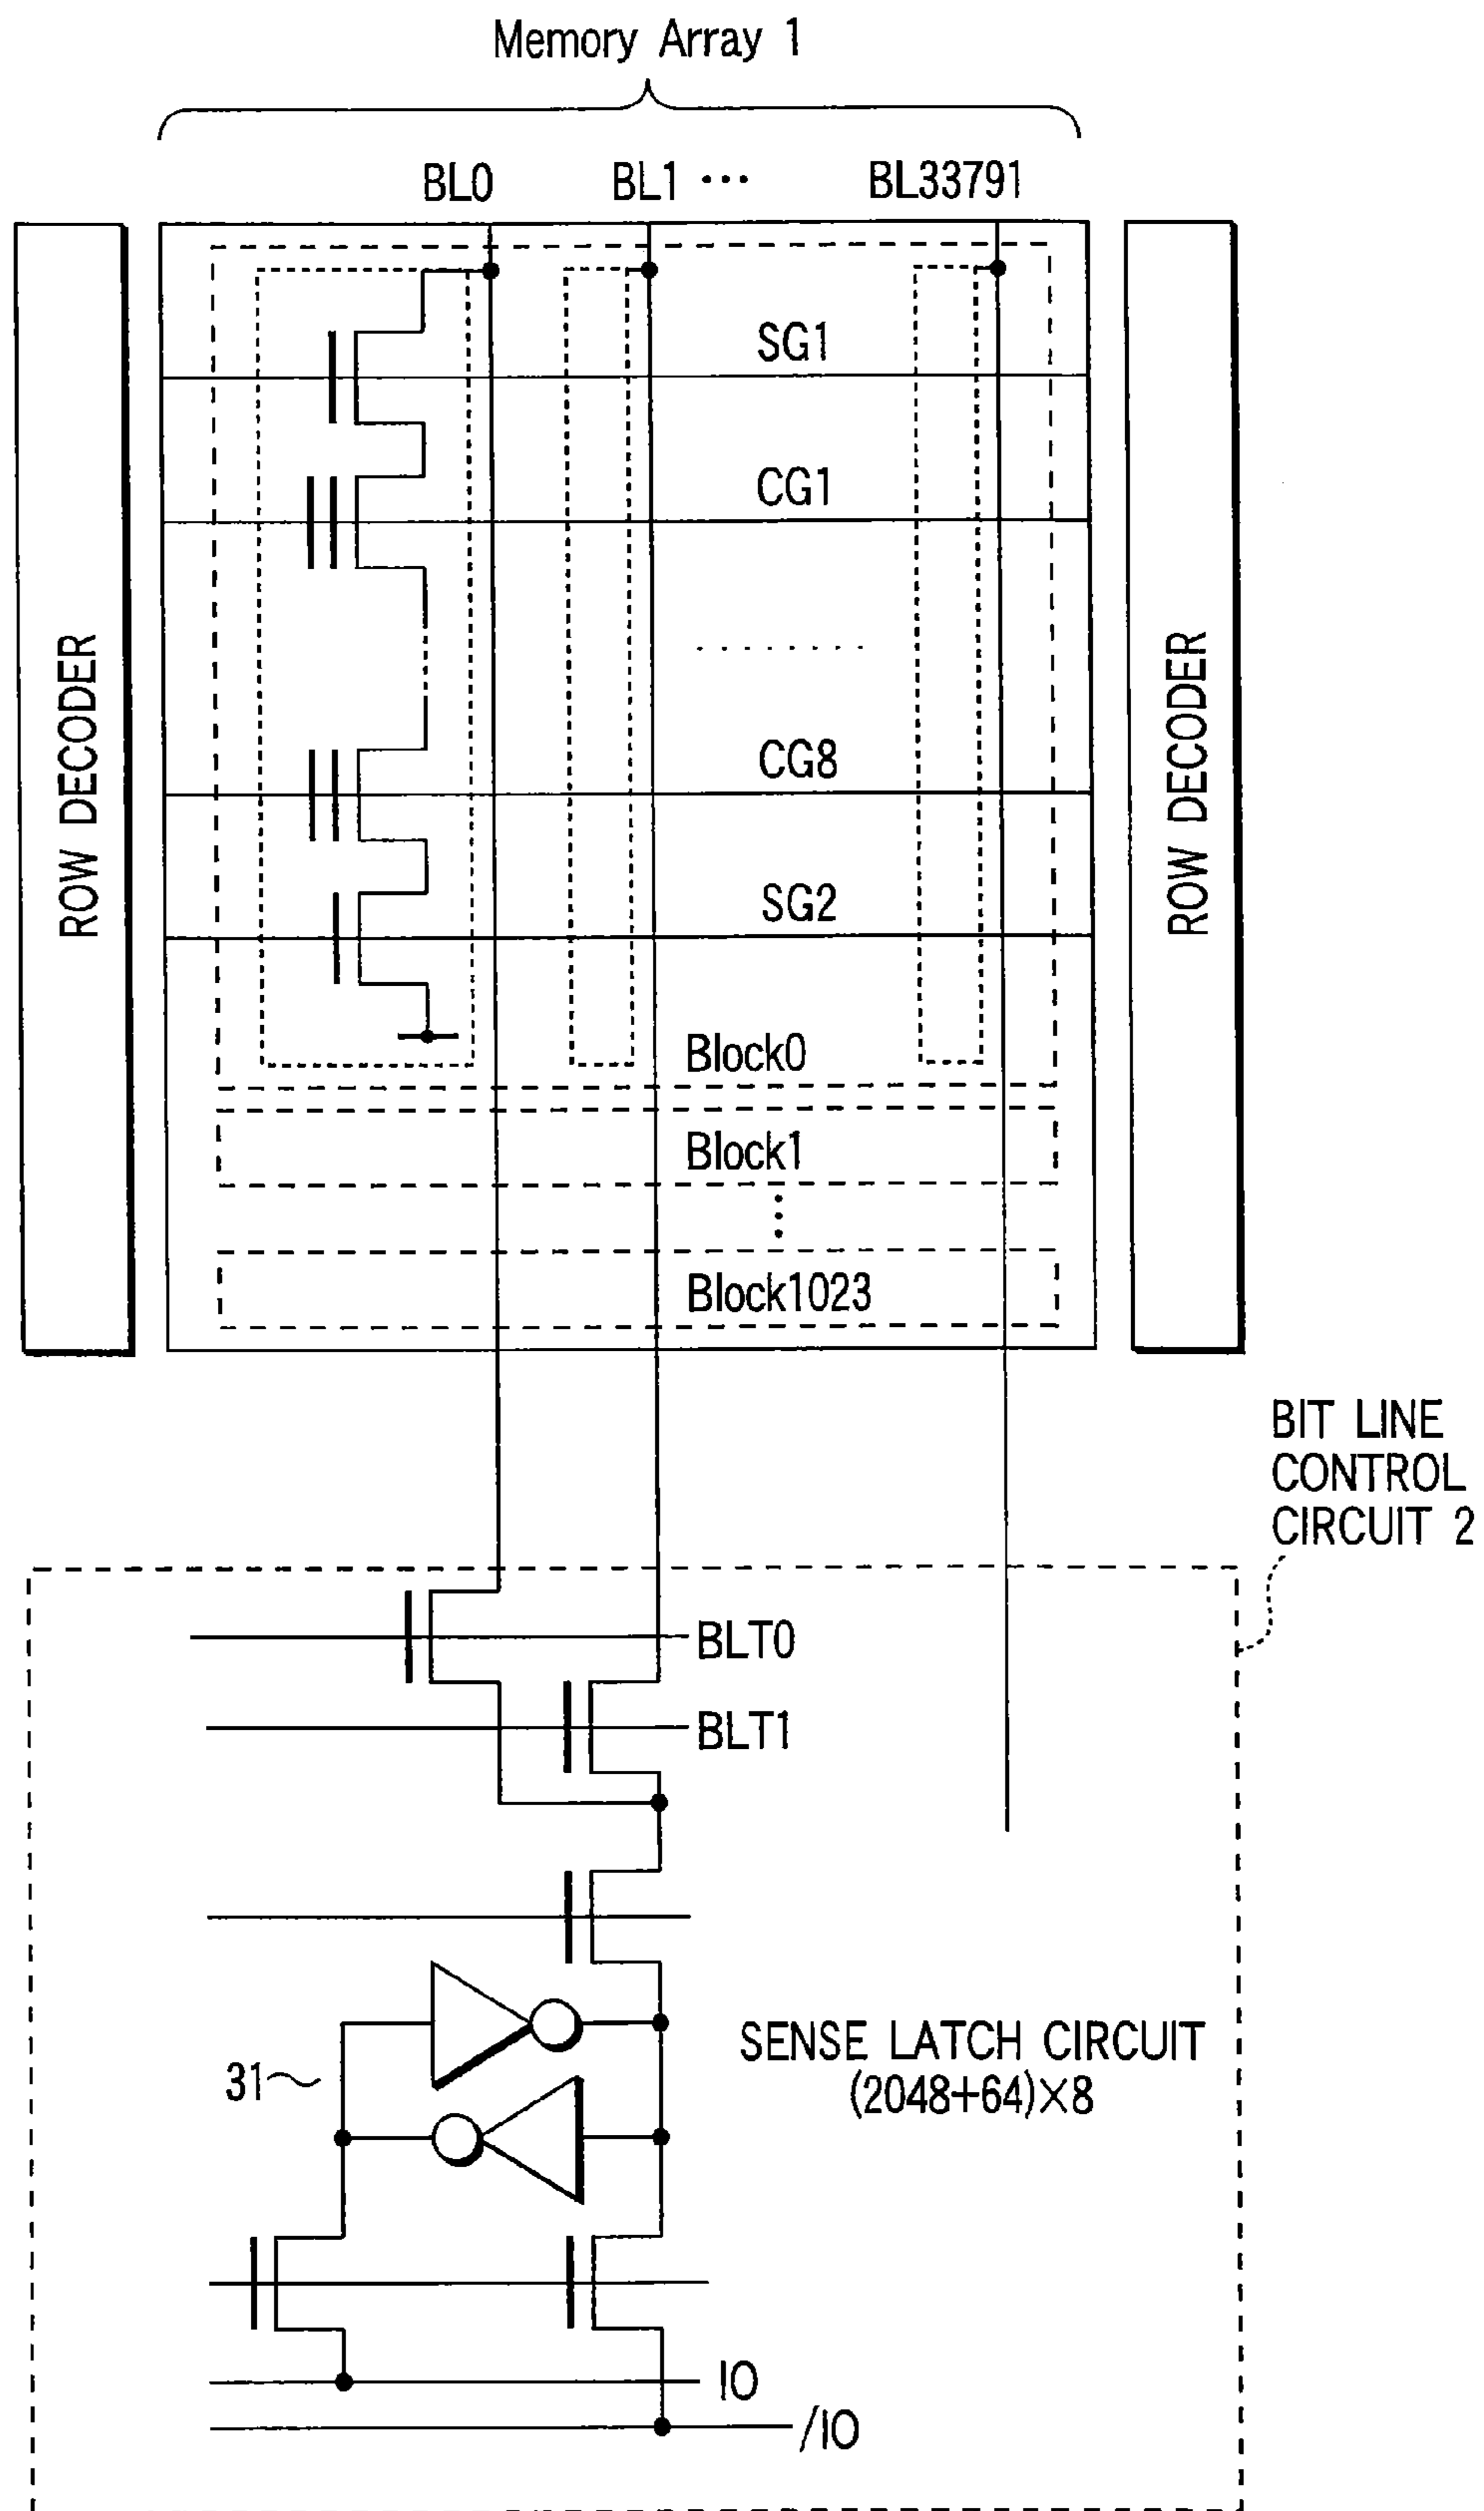 Memory Array 1
BL0 BL1 ··· BL33791
SG1
CG1
ROW DECODER
ROW DECODER
CG8
SG2
Block0
Block1
Block1023
BIT LINE
CONTROL
CIRCUIT 2
BLT0
BLT1
31
SENSE LATCH CIRCUIT
(2048+64)×8
IO
/IO